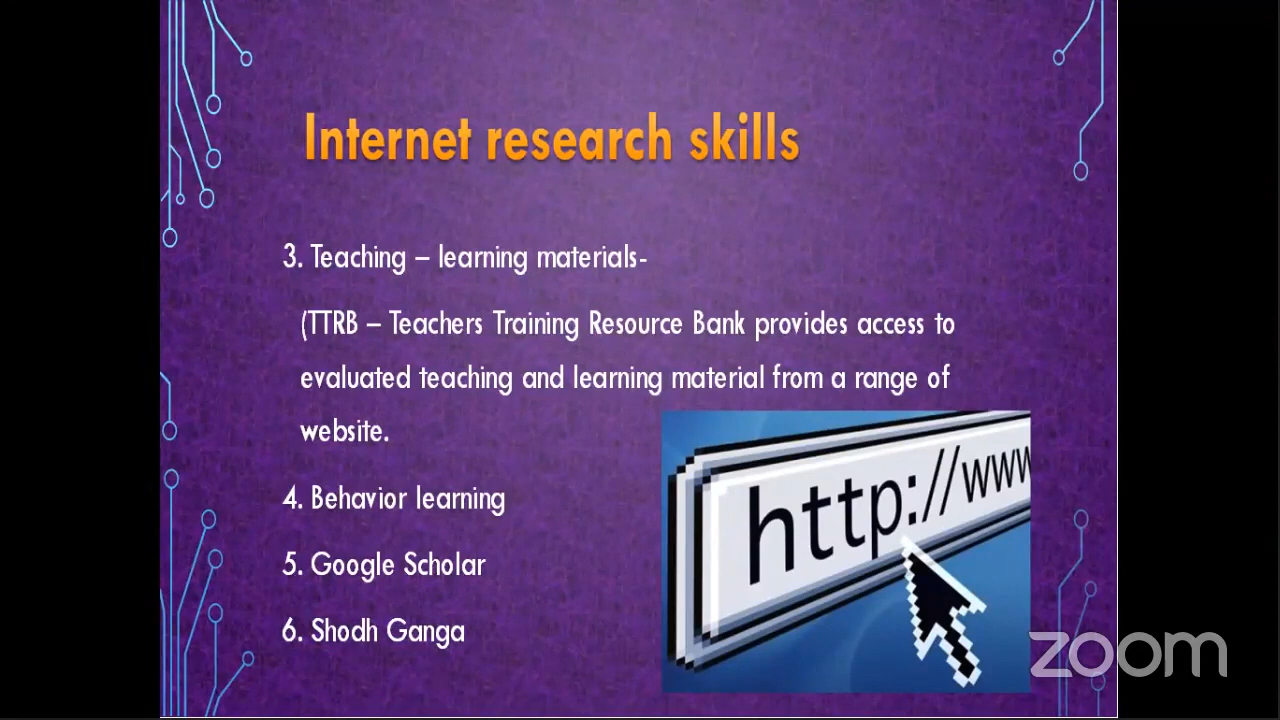 Internet research skills
3. Teaching – learning materials-
(TTRB – Teachers Training Resource Bank provides access to
evaluated teaching and learning material from a range of
website.
4. Behavior learning
5. Google Scholar
6. Shodh Ganga
http://www
zoom